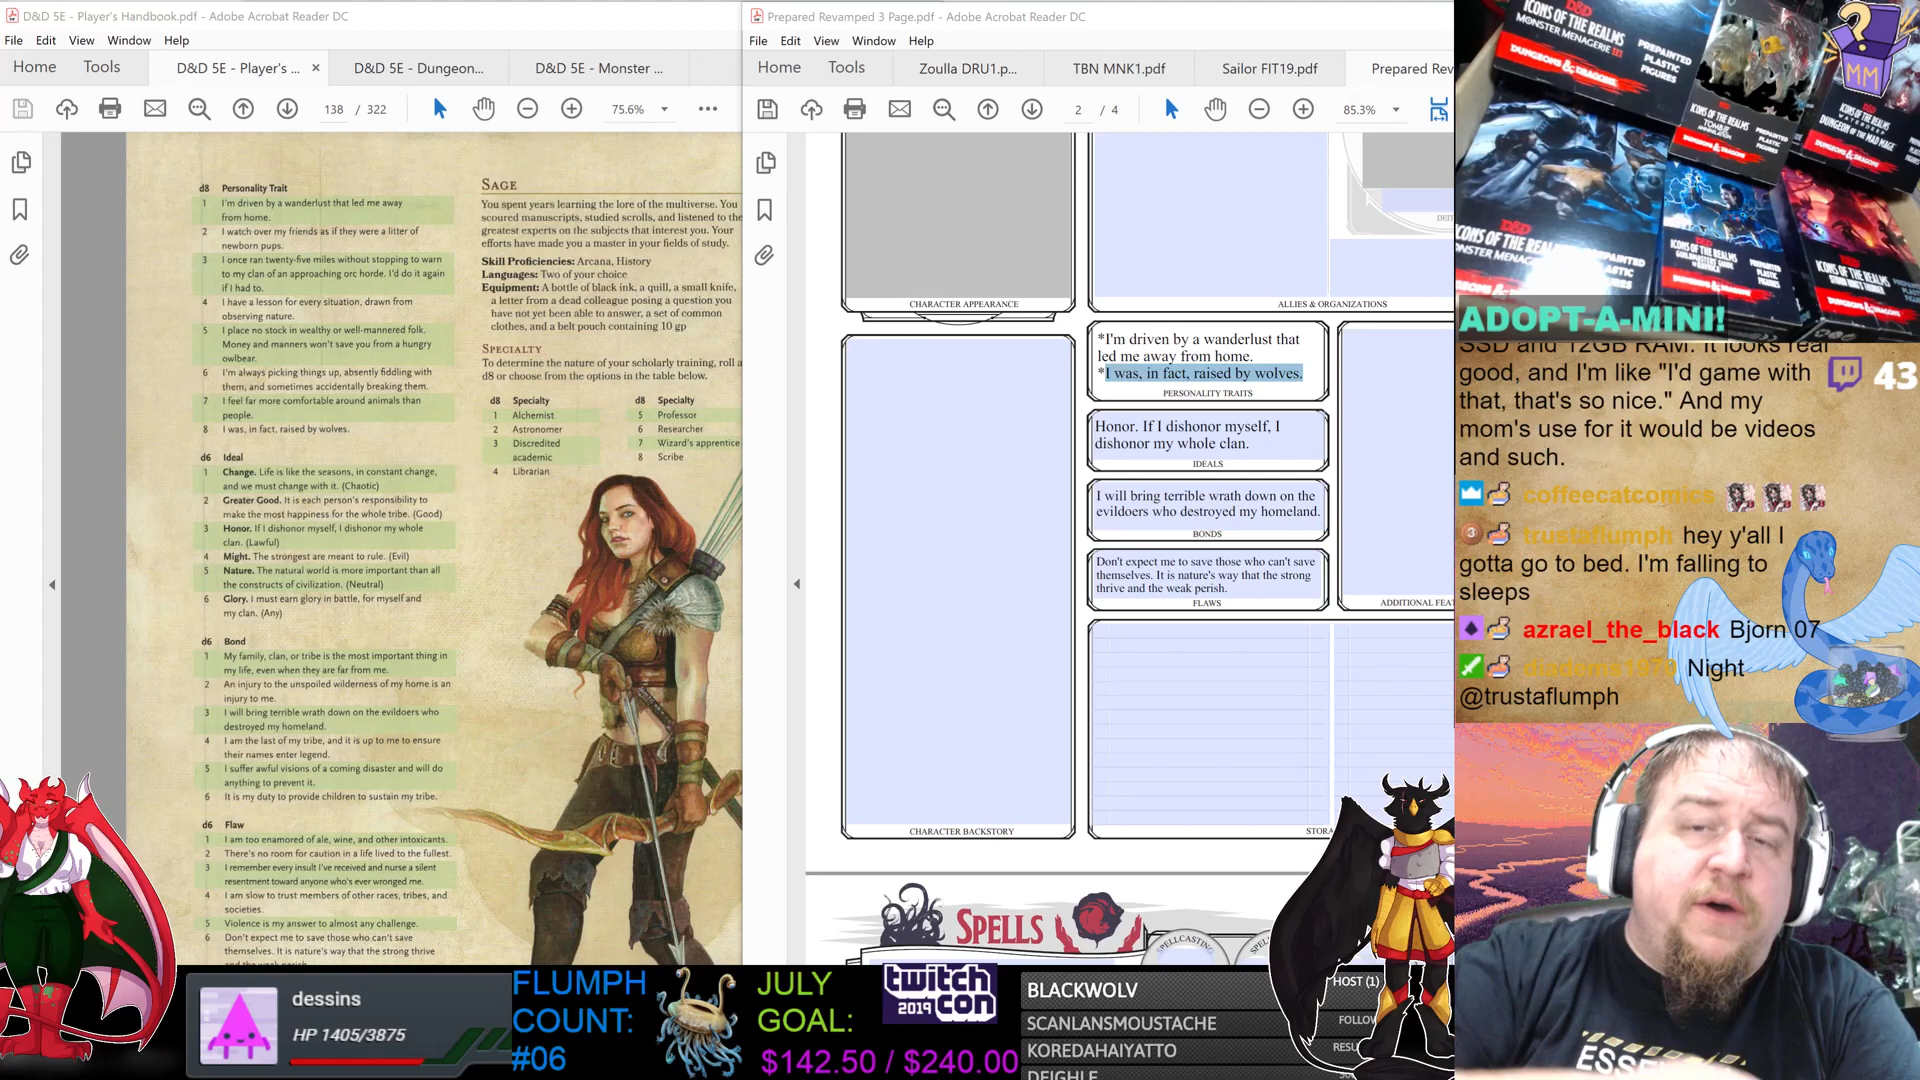 D&D 5E - Player's Handbook.pdf - Adobe Acrobat Reader DC
File Edit View Window Help
Home Tools D&D 5E - Player's ... × D&D 5E - Dungeon... D&D 5E - Monster ...
138 / 322 75.6%
d8 Personality Trait
1 I'm driven by a wanderlust that led me away
from home.
2 I watch over my friends as if they were a litter of
newborn pups.
3 I once ran twenty-five miles without stopping to warn
to my clan of an approaching orc horde. I'd do it again
if I had to.
4 I have a lesson for every situation, drawn from
observing nature.
5 I place no stock in wealthy or well-mannered folk.
Money and manners won't save you from a hungry
owlbear.
6 I'm always picking things up, absently fiddling with
them, and sometimes accidentally breaking them.
7 I feel far more comfortable around animals than
people.
8 I was, in fact, raised by wolves.
d6 Ideal
1 Change. Life is like the seasons, in constant change,
and we must change with it. (Chaotic)
2 Greater Good. It is each person's responsibility to
make the most happiness for the whole tribe. (Good)
3 Honor. If I dishonor myself, I dishonor my whole
clan. (Lawful)
4 Might. The strongest are meant to rule. (Evil)
5 Nature. The natural world is more important than all
the constructs of civilization. (Neutral)
6 Glory. I must earn glory in battle, for myself and
my clan. (Any)
d6 Bond
1 My family, clan, or tribe is the most important thing in
my life, even when they are far from me.
2 An injury to the unspoiled wilderness of my home is an
injury to me.
3 I will bring terrible wrath down on the evildoers who
destroyed my homeland.
4 I am the last of my tribe, and it is up to me to ensure
their names enter legend.
5 I suffer awful visions of a coming disaster and will do
anything to prevent it.
6 It is my duty to provide children to sustain my tribe.
d6 Flaw
1 I am too enamored of ale, wine, and other intoxicants.
2 There's no room for caution in a life lived to the fullest.
3 I remember every insult I've received and nurse a silent
resentment toward anyone who's ever wronged me.
4 I am slow to trust members of other races, tribes, and
societies.
5 Violence is my answer to almost any challenge.
6 Don't expect me to save those who can't save
themselves. It is nature's way that the strong thrive
and the weak perish.
SAGE
You spent years learning the lore of the multiverse. You
scoured manuscripts, studied scrolls, and listened to the
greatest experts on the subjects that interest you. Your
efforts have made you a master in your fields of study.
Skill Proficiencies: Arcana, History
Languages: Two of your choice
Equipment: A bottle of black ink, a quill, a small knife,
a letter from a dead colleague posing a question you
have not yet been able to answer, a set of common
clothes, and a belt pouch containing 10 gp
SPECIALTY
To determine the nature of your scholarly training, roll a
d8 or choose from the options in the table below.
d8 Specialty d8 Specialty
1 Alchemist 5 Professor
2 Astronomer 6 Researcher
3 Discredited 7 Wizard's apprentice
academic 8 Scribe
4 Librarian
Prepared Revamped 3 Page.pdf - Adobe Acrobat Reader DC
File Edit View Window Help
Home Tools Zoulla DRU1.p... TBN MNK1.pdf Sailor FIT19.pdf Prepared Rev
2 / 4 85.3%
CHARACTER APPEARANCE
ALLIES & ORGANIZATIONS
*I'm driven by a wanderlust that
led me away from home.
*I was, in fact, raised by wolves.
PERSONALITY TRAITS
Honor. If I dishonor myself, I
dishonor my whole clan.
IDEALS
I will bring terrible wrath down on the
evildoers who destroyed my homeland.
BONDS
Don't expect me to save those who can't save
themselves. It is nature's way that the strong
thrive and the weak perish.
FLAWS
ADDITIONAL FEAT
CHARACTER BACKSTORY
STORA
SPELLS
SPELLCASTING
ICONS OF THE REALMS
MONSTER MENAGERIE III
DUNGEONS & DRAGONS
PREPAINTED
PLASTIC
FIGURES
MM
ADOPT-A-MINI!
SSD and 12GB RAM. It looks real
good, and I'm like "I'd game with
that, that's so nice." And my
mom's use for it would be videos
and such.
43
coffeecatcomics
trustaflumph hey y'all I
gotta go to bed. I'm falling to
sleeps
azrael_the_black Bjorn 07
diadems1979 Night
@trustaflumph
dessins
HP 1405/3875
FLUMPH
COUNT:
#06
JULY
GOAL:
$142.50 / $240.00
twitch
con
2019
BLACKWOLV HOST (1)
SCANLANSMOUSTACHE FOLLOW
KOREDAHAIYATTO RESU
DEIGHLE
ESSE